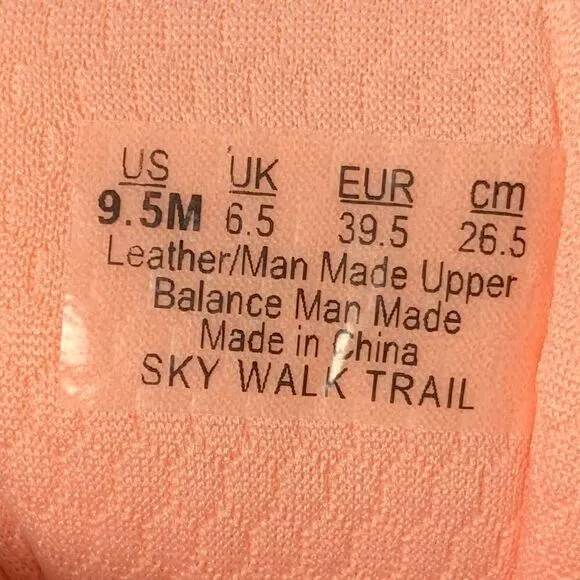 US UK EUR cm
9.5M 6.5 39.5 26.5
Leather/Man Made Upper
Balance Man Made
Made in China
SKY WALK TRAIL